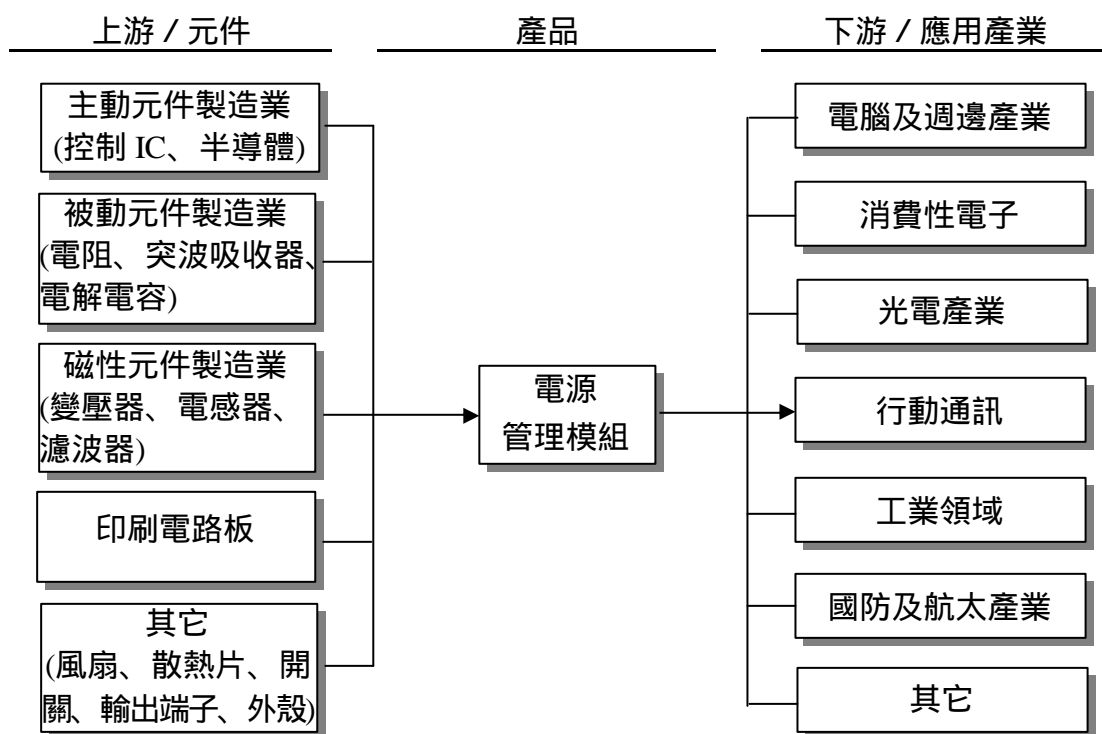 上游 / 元件
產品
下游 / 應用產業
主動元件製造業
(控制 IC、半導體)
被動元件製造業
(電阻、突波吸收器、
電解電容)
磁性元件製造業
(變壓器、電感器、
濾波器)
印刷電路板
其它
(風扇、散熱片、開
關、輸出端子、外殼)
電源
管理模組
電腦及週邊產業
消費性電子
光電產業
行動通訊
工業領域
國防及航太產業
其它